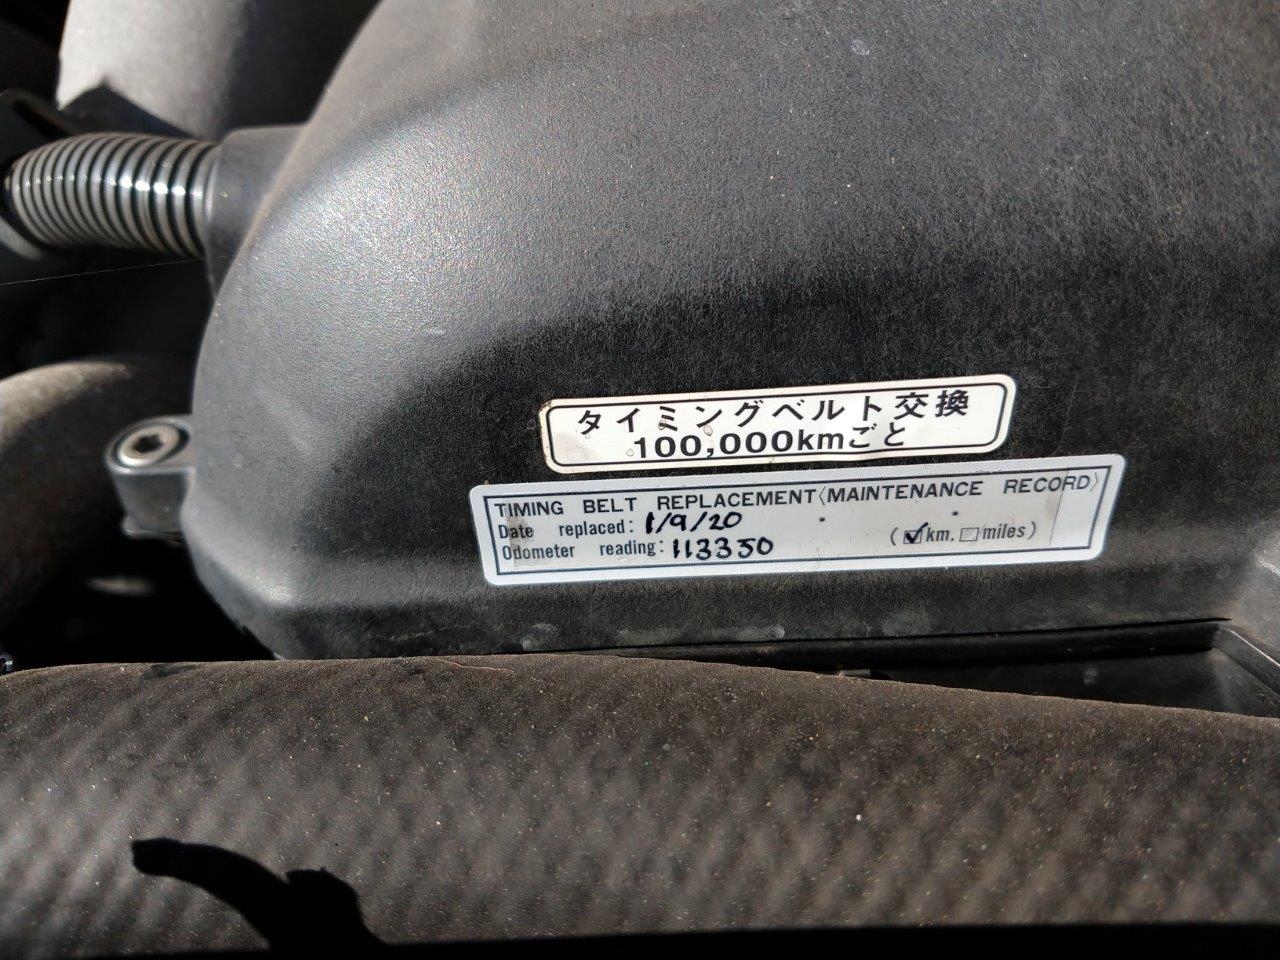 タイミングベルト交換
100,000kmごと
TIMING BELT REPLACEMENT〈MAINTENANCE RECORD〉
Date replaced: 1/9/20
Odometer reading: 113350 (☑km, ☐miles)